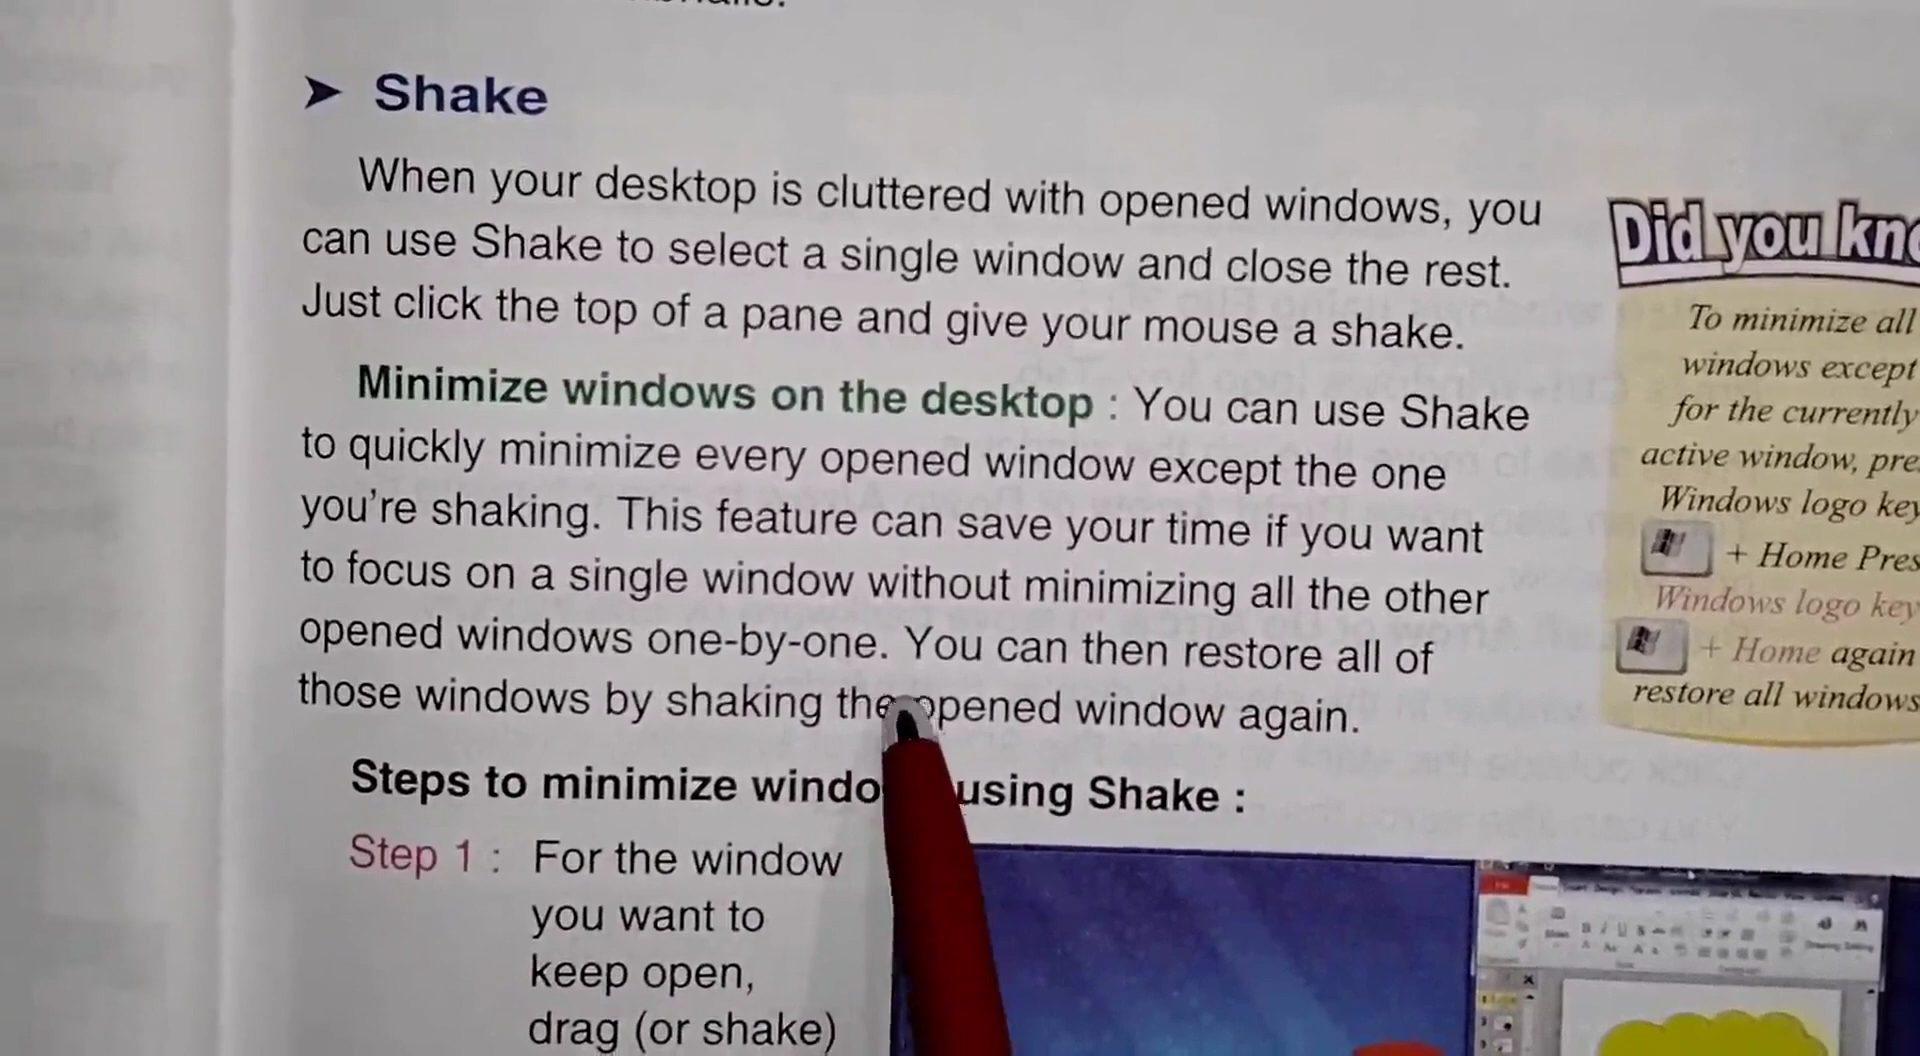 ➤ Shake
When your desktop is cluttered with opened windows, you
can use Shake to select a single window and close the rest.
Just click the top of a pane and give your mouse a shake.
Minimize windows on the desktop : You can use Shake
to quickly minimize every opened window except the one
you're shaking. This feature can save your time if you want
to focus on a single window without minimizing all the other
opened windows one-by-one. You can then restore all of
those windows by shaking the opened window again.
Steps to minimize using Shake :
Step 1 : For the window
you want to
keep open,
drag (or shake)
Did you
To minimize all
windows except
for the currently
active window,
Windows logo key
+ Home
Windows logo key
+ Home again
restore all windows